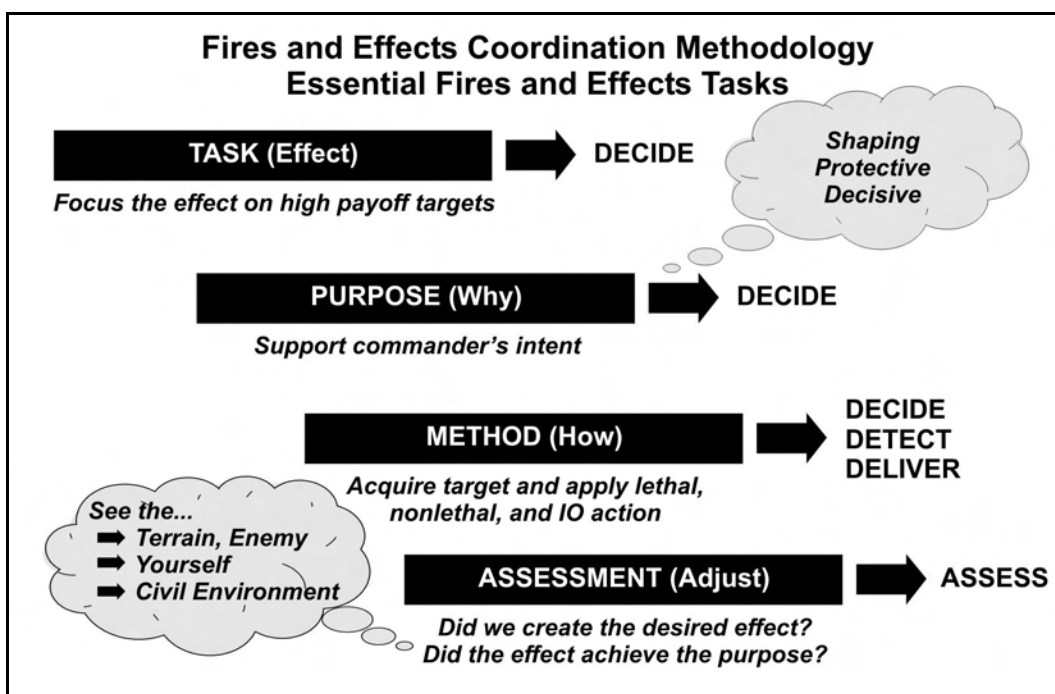 Fires and Effects Coordination Methodology
Essential Fires and Effects Tasks
TASK (Effect)
DECIDE
Focus the effect on high payoff targets
Shaping
Protective
Decisive
PURPOSE (Why)
DECIDE
Support commander's intent
METHOD (How)
DECIDE
DETECT
DELIVER
Acquire target and apply lethal,
nonlethal, and IO action
See the...
Terrain, Enemy
Yourself
Civil Environment
ASSESSMENT (Adjust)
ASSESS
Did we create the desired effect?
Did the effect achieve the purpose?